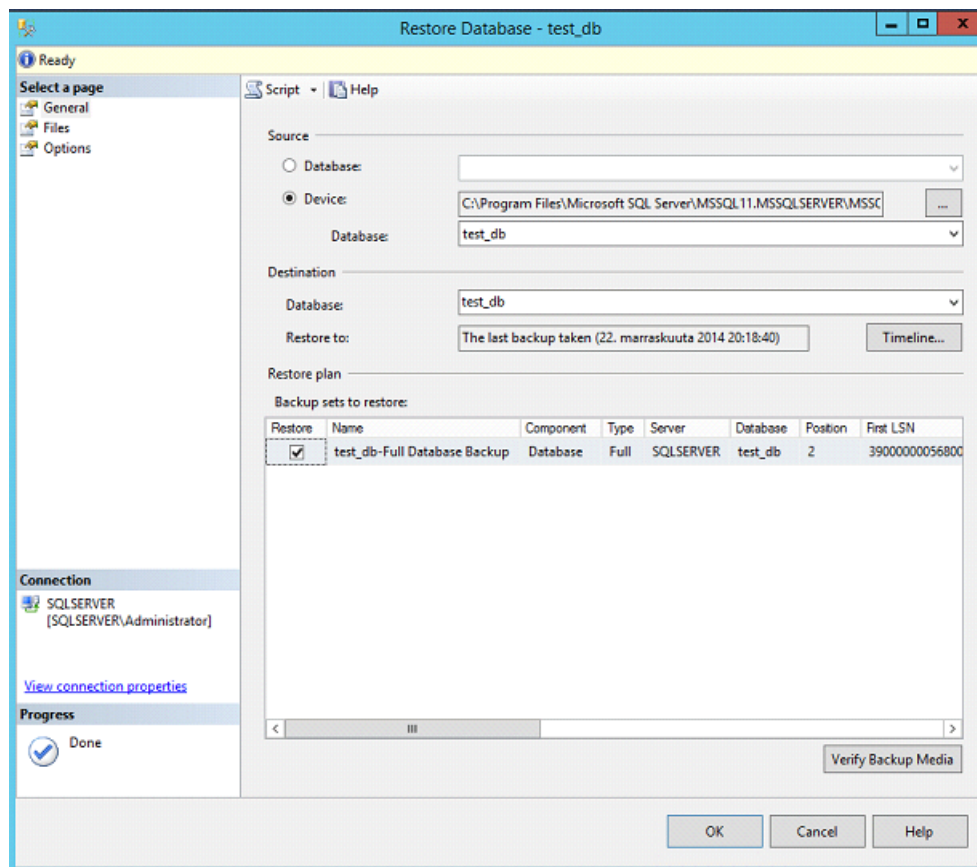 Restore Database - test_db
Ready
Select a page
General
Files
Options
Script
Help
Source
Database:
Device:
C:\Program Files\Microsoft SQL Server\MSSQL11.MSSQLSERVER\MSSC
...
Database:
test_db
Destination
Database:
test_db
Restore to:
The last backup taken (22. marraskuuta 2014 20:18:40)
Timeline...
Restore plan
Backup sets to restore:
Restore Name Component Type Server Database Position First LSN
test_db-Full Database Backup Database Full SQLSERVER test_db 2 39000000056800
Connection
SQLSERVER
[SQLSERVER\Administrator]
View connection properties
Progress
Done
Verify Backup Media
OK Cancel Help